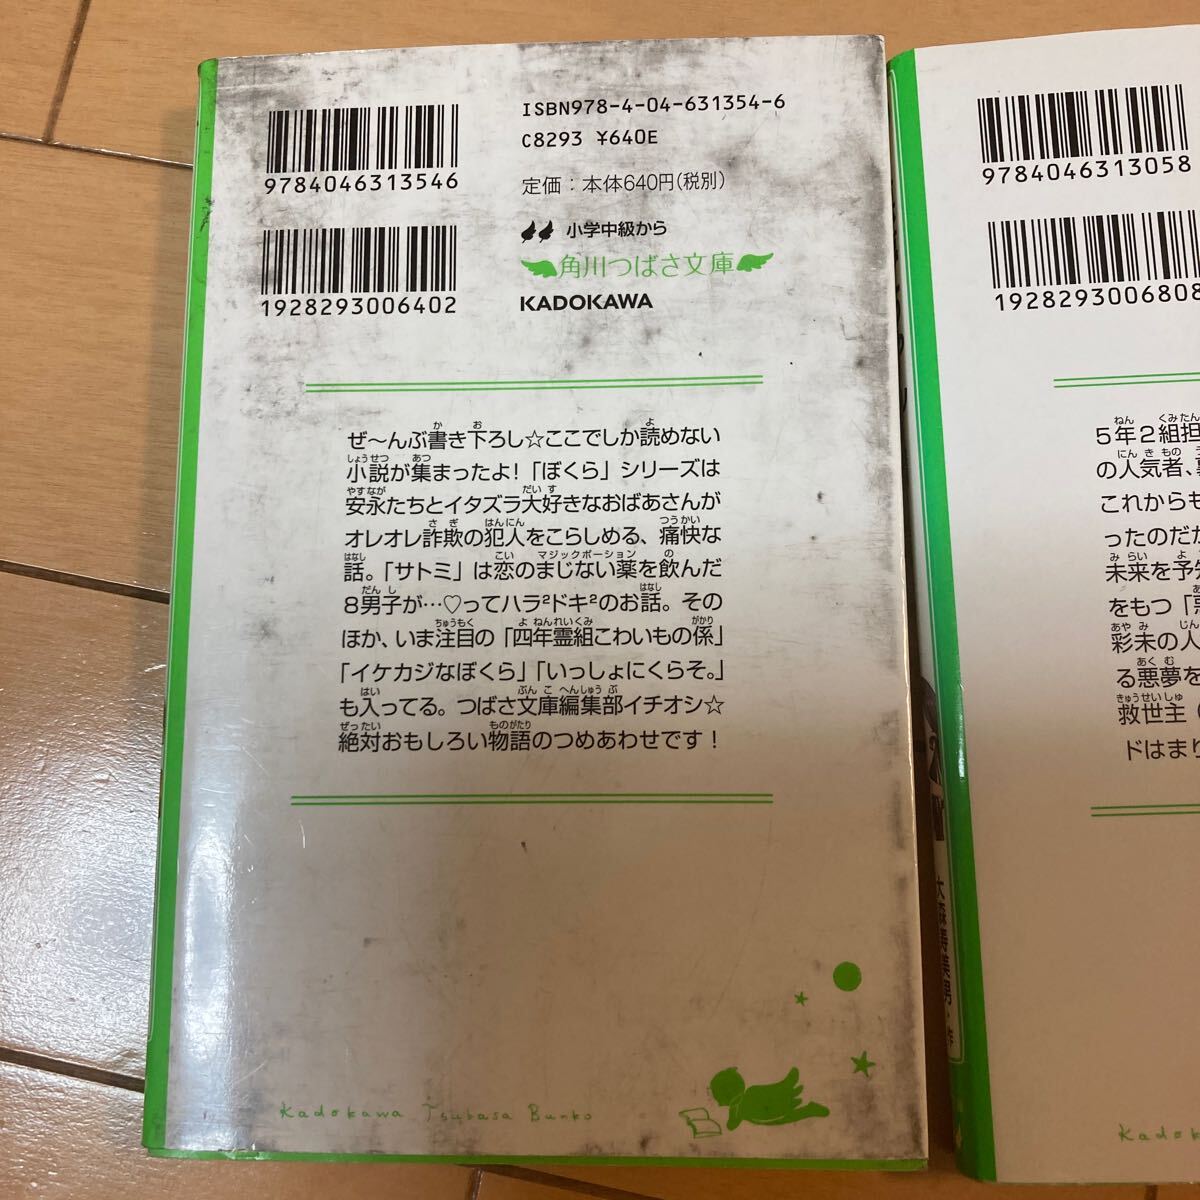 ISBN978-4-04-631354-6
C8293 ¥640E
9784046313546
定価：本体640円(税別)
小学中級から
角川つばさ文庫
1928293006402
KADOKAWA
ぜ〜んぶ書き下ろし☆ここでしか読めない
小説が集まったよ！「ぼくら」シリーズは
安永たちとイタズラ大好きなおばあさんが
オレオレ詐欺の犯人をこらしめる、痛快な
話。「サトミ」は恋のまじない薬を飲んだ
8男子が…♡ってハラ²ドキ²のお話。その
ほか、いま注目の「四年霊組こわいもの係」
「イケカジなぼくら」「いっしょにくらそ。」
も入ってる。つばさ文庫編集部イチオシ☆
絶対おもしろい物語のつめあわせです！
Kadokawa Tsubasa Bunko
9784046313058
1928293006808
5年2組担
の人気者、
これからも
ったのだか
未来を予知
をもつ「悪
彩未の人
る悪夢を
救世主
ドはまり
Kadok